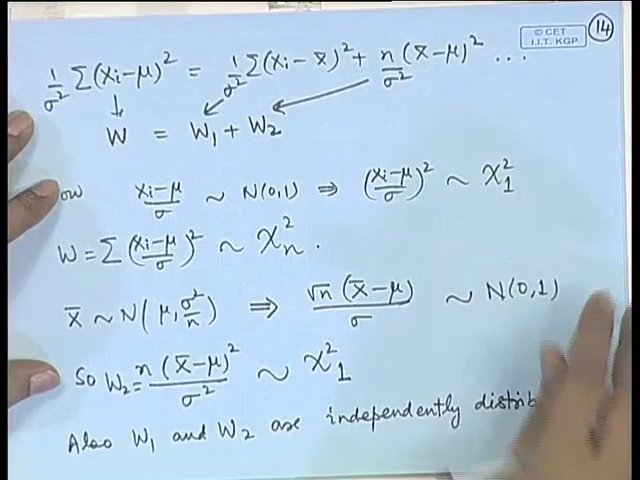 © CET
I.I.T. KGP
14
1/σ² Σ(xi-μ)² = 1/σ² Σ(xi-x̄)² + n/σ² (x̄-μ)² ...
W = W₁ + W₂
ow (xi-μ)/σ ~ N(0,1) ⇒ ((xi-μ)/σ)² ~ χ²₁
W = Σ((xi-μ)/σ)² ~ χ²n.
x̄ ~ N(μ, σ²/n) ⇒ √n (x̄-μ)/σ ~ N(0,1)
So W₂ = n(x̄-μ)²/σ² ~ χ²₁
Also W₁ and W₂ are independently distrib